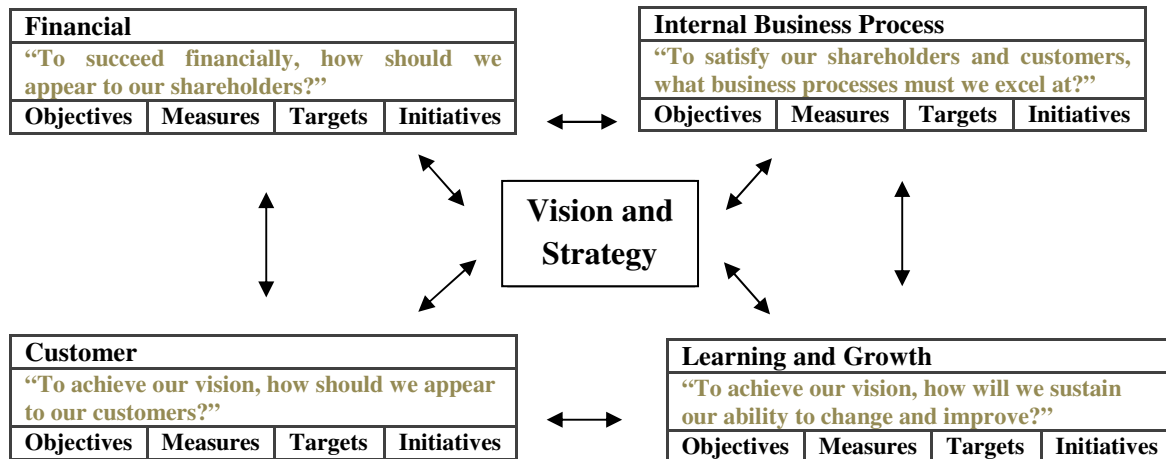 Financial
“To succeed financially, how should we
appear to our shareholders?”
Objectives Measures Targets Initiatives
Internal Business Process
“To satisfy our shareholders and customers,
what business processes must we excel at?”
Objectives Measures Targets Initiatives
Vision and
Strategy
Customer
“To achieve our vision, how should we appear
to our customers?”
Objectives Measures Targets Initiatives
Learning and Growth
“To achieve our vision, how will we sustain
our ability to change and improve?”
Objectives Measures Targets Initiatives